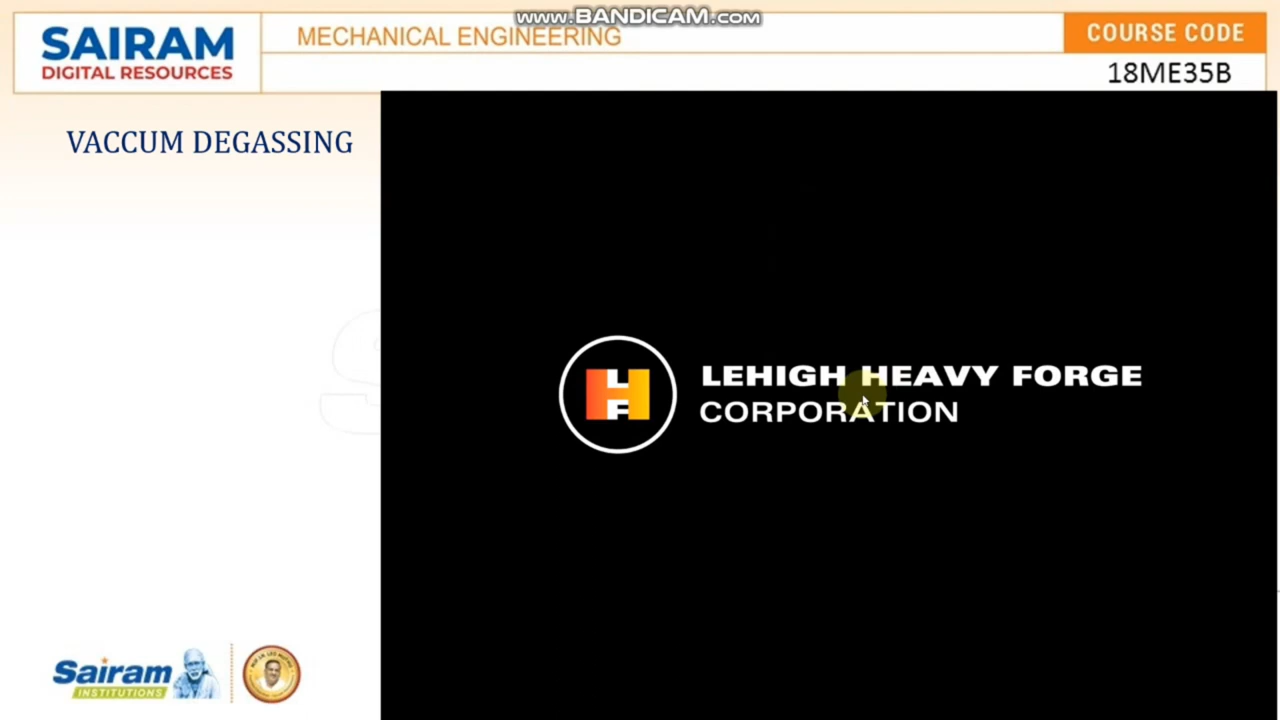 www.BANDICAM.com
SAIRAM
DIGITAL RESOURCES
MECHANICAL ENGINEERING
COURSE CODE
18ME35B
VACCUM DEGASSING
LEHIGH HEAVY FORGE
CORPORATION
Sairam
INSTITUTIONS